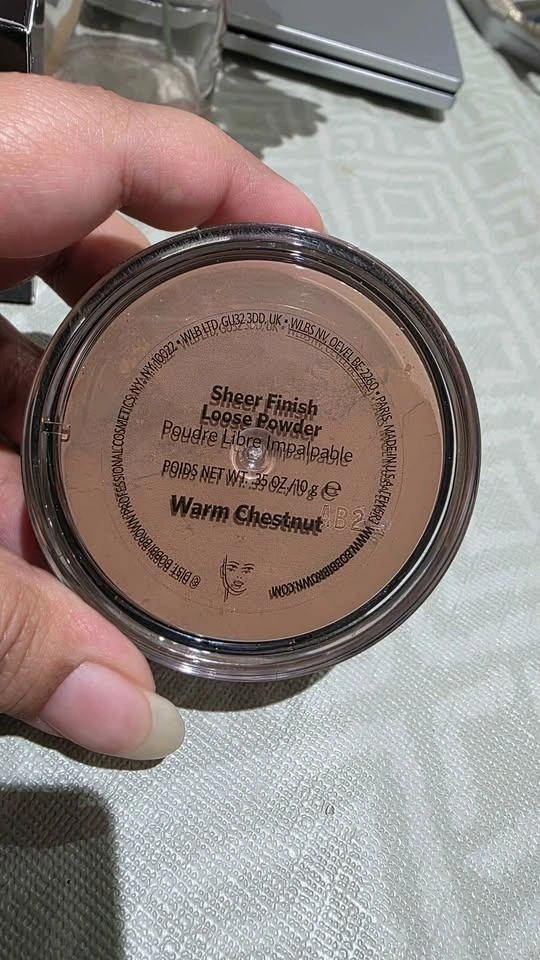 Sheer Finish
Loose Powder
Poudre Libre Impalpable
POIDS NET WT. .35 OZ./10 g ℮
Warm Chestnut
AB2
® DIST. BOBBI BROWN PROFESSIONAL COSMETICS, NY, NY 10022 • WLB LTD, GU32 3DD, UK • WLBS NV, OEVEL BE-2260 • PARIS. MADE IN U.S.A./É.-U. WWW.BOBBIBROWN.COM